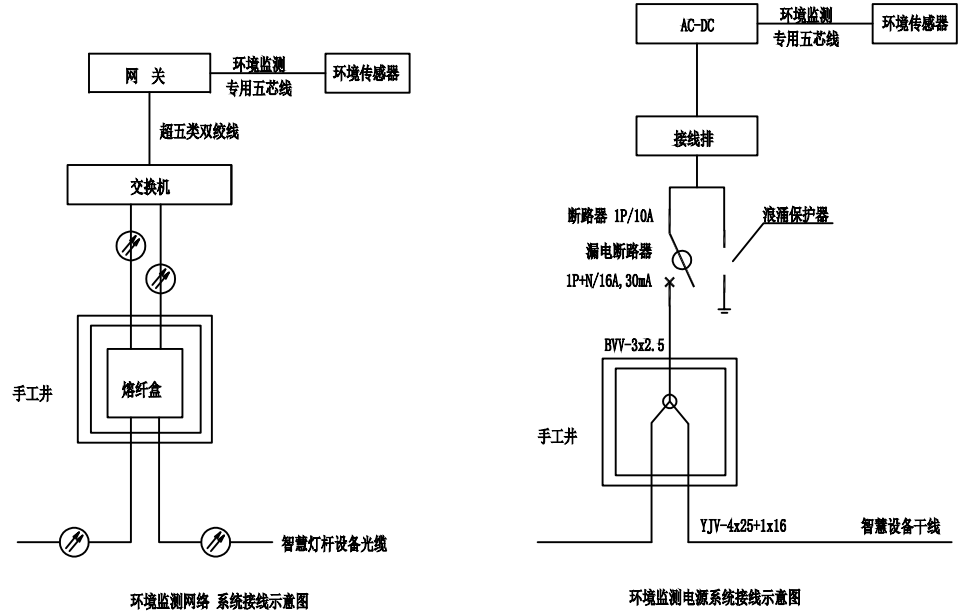 网 关
环境监测
专用五芯线
环境传感器
超五类双绞线
交换机
手工井
熔纤盒
智慧灯杆设备光缆
环境监测网络 系统接线示意图
AC-DC
环境监测
专用五芯线
环境传感器
接线排
断路器 1P/10A
漏电断路器
1P+N/16A,30mA
浪涌保护器
BVV-3x2.5
手工井
YJV-4x25+1x16
智慧设备干线
环境监测电源系统接线示意图